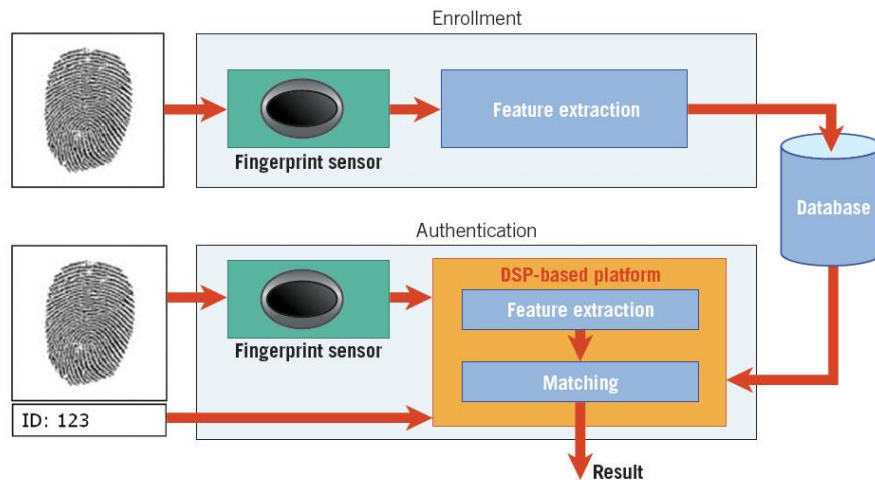 Enrollment
Feature extraction
Fingerprint sensor
Database
Authentication
DSP-based platform
Feature extraction
Fingerprint sensor
Matching
ID: 123
Result